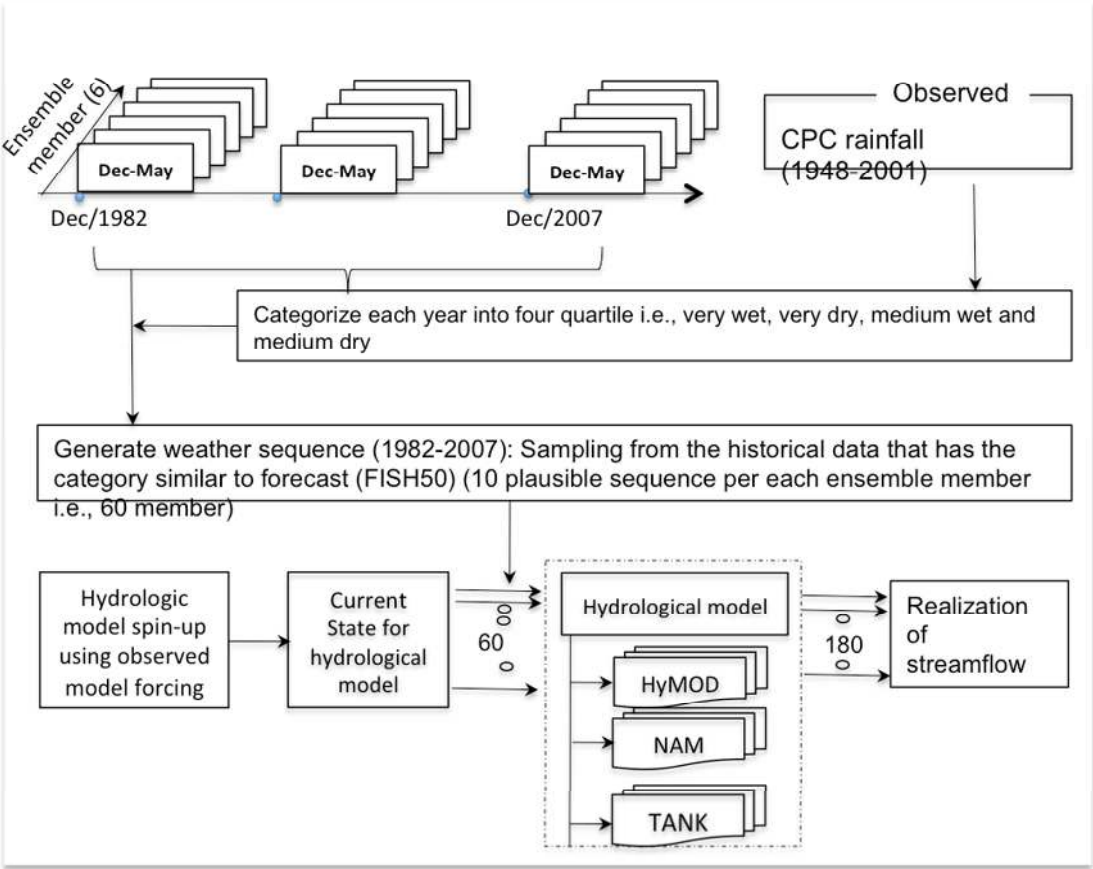 Ensemble
member (6)
Dec-May
Dec-May
Dec-May
Dec/1982
Dec/2007
Observed
CPC rainfall
(1948-2001)
Categorize each year into four quartile i.e., very wet, very dry, medium wet and
medium dry
Generate weather sequence (1982-2007): Sampling from the historical data that has the
category similar to forecast (FISH50) (10 plausible sequence per each ensemble member
i.e., 60 member)
Hydrologic
model spin-up
using observed
model forcing
Current
State for
hydrological
model
60
Hydrological model
HyMOD
NAM
TANK
180
Realization
of
streamflow